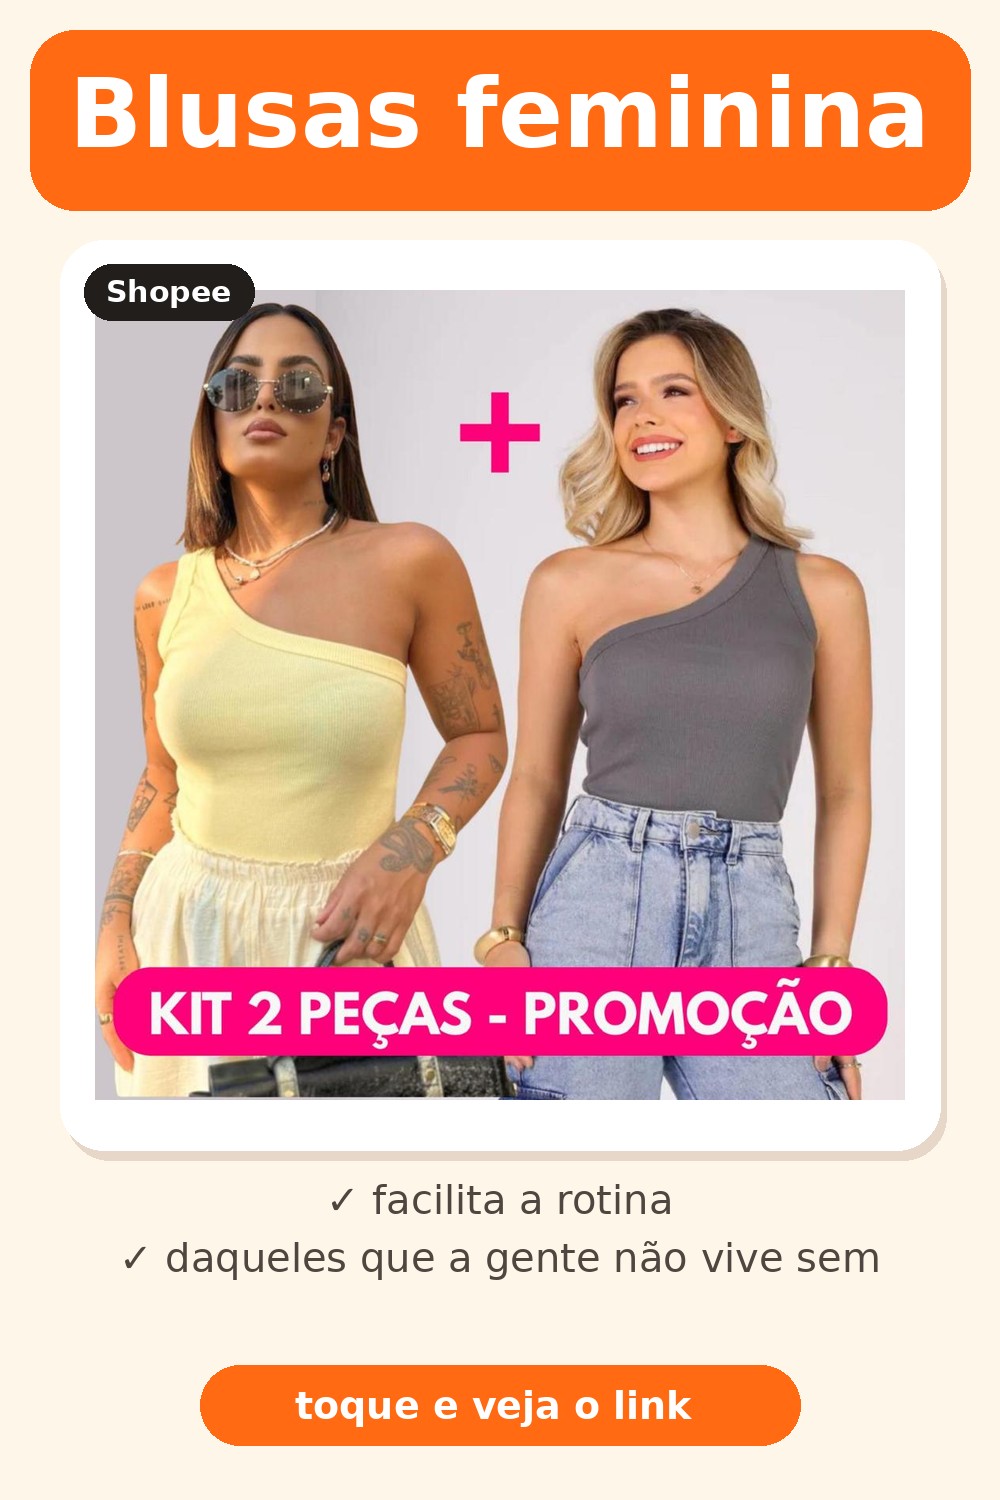 Blusas feminina
Shopee
+
KIT 2 PEÇAS - PROMOÇÃO
✓ facilita a rotina
✓ daqueles que a gente não vive sem
toque e veja o link